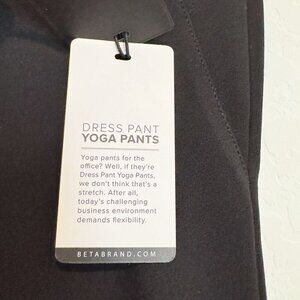 DRESS PANT
YOGA PANTS
Yoga pants for the
office? Well, if they're
Dress Pant Yoga Pants,
we don't think that's a
stretch. After all,
today's challenging
business environment
demands flexibility.
BETABRAND.COM